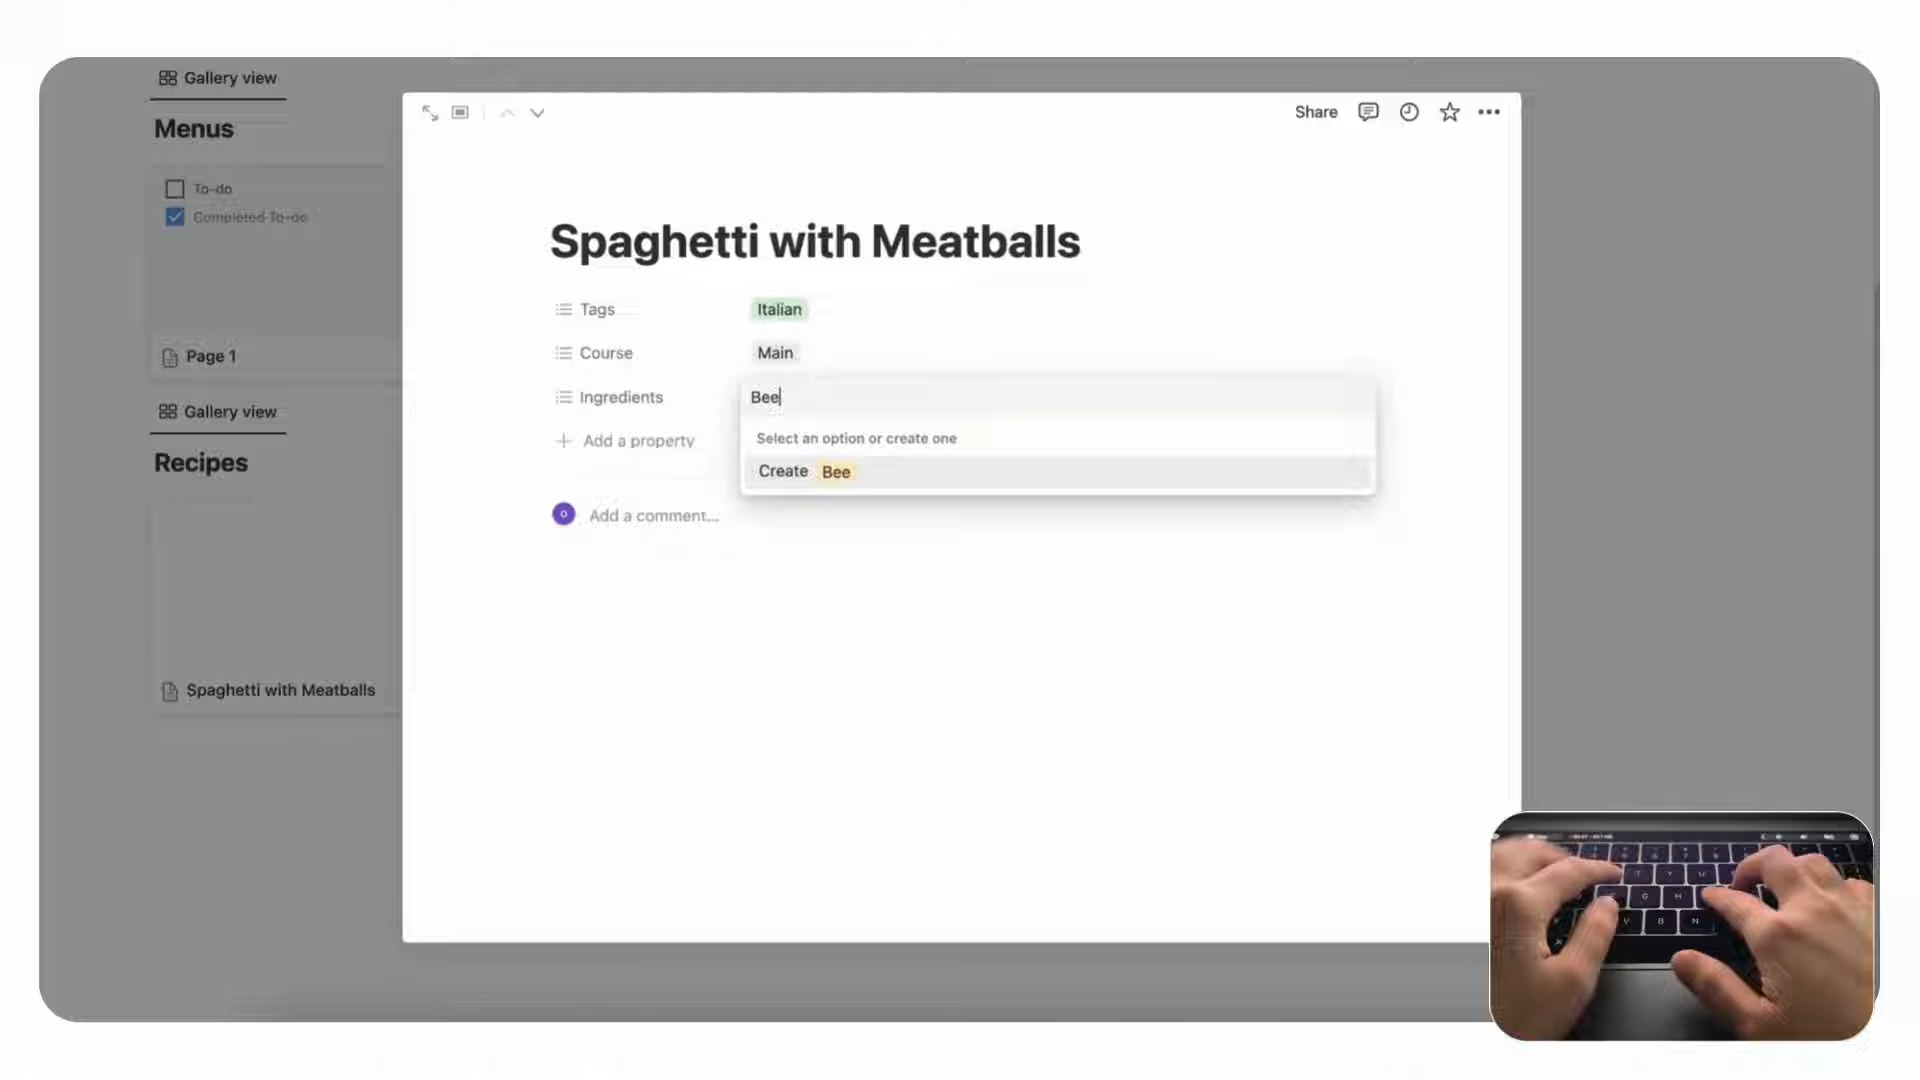 Gallery view
Menus
To-do
Completed To-do
Page 1
Gallery view
Recipes
Spaghetti with Meatballs
Share
Spaghetti with Meatballs
Tags Italian
Course Main
Ingredients Bee
Select an option or create one
Create Bee
Add a property
O Add a comment...
T Y U
G H
V B N
X